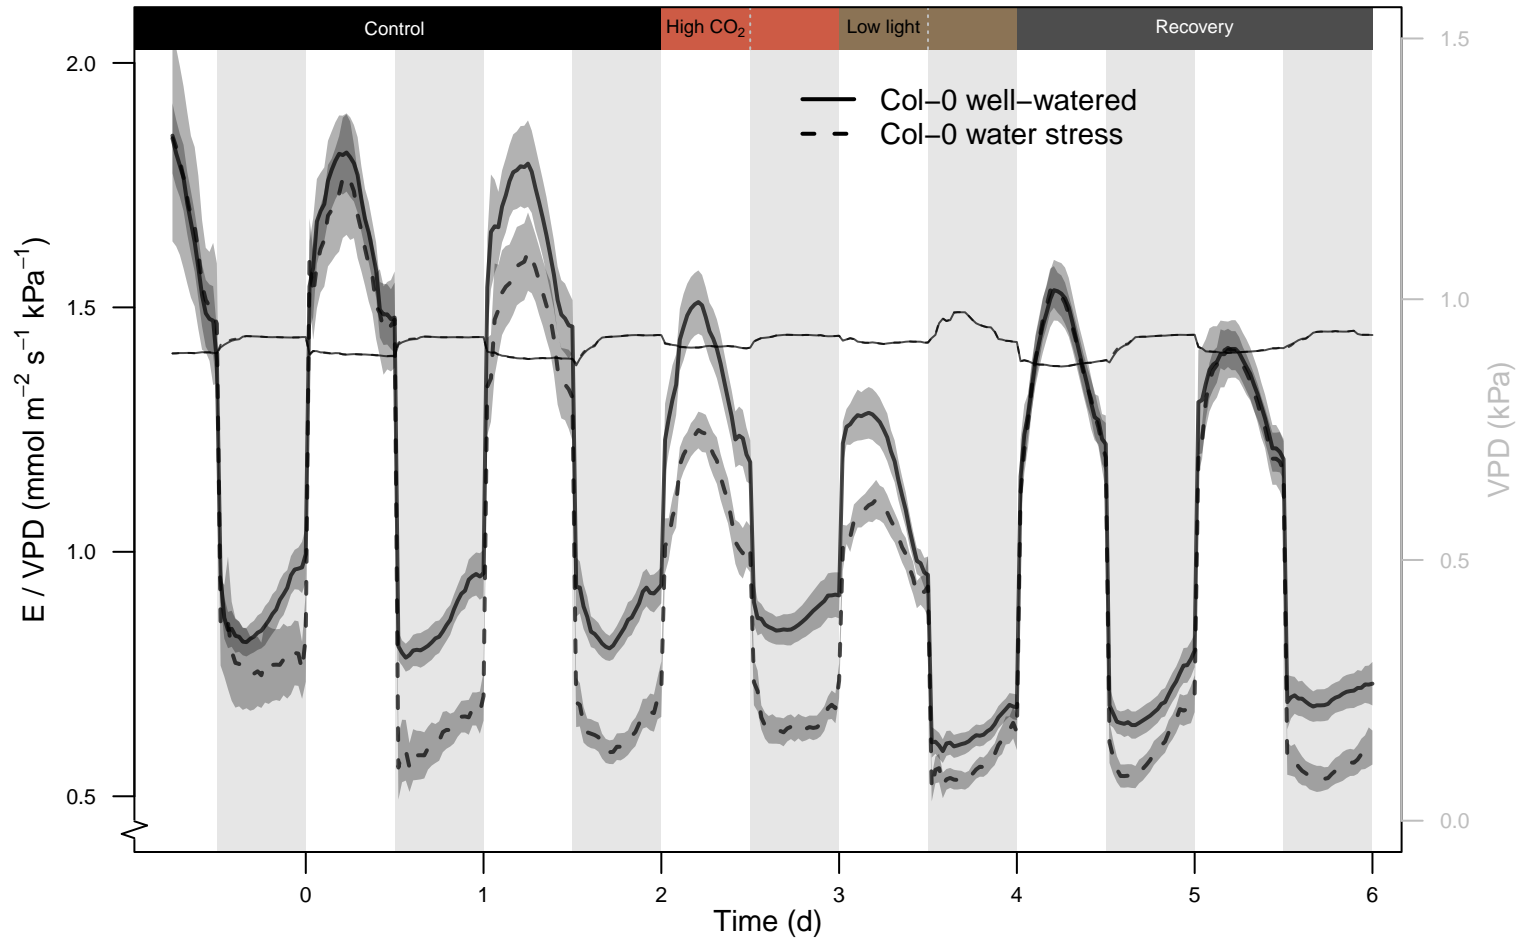 Control High CO₂ Low light Recovery
Col−0 well−watered
Col−0 water stress
2.0
1.5
1.0
0.5
E / VPD (mmol m⁻² s⁻¹ kPa⁻¹)
1.5
1.0
0.5
0.0
VPD (kPa)
0 1 2 3 4 5 6
Time (d)